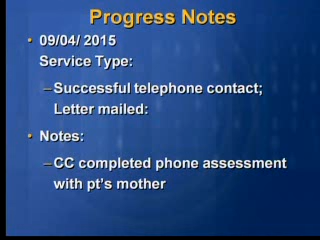 Progress Notes
• 09/04/ 2015
Service Type:
–Successful telephone contact;
Letter mailed:
• Notes:
–CC completed phone assessment
with pt's mother